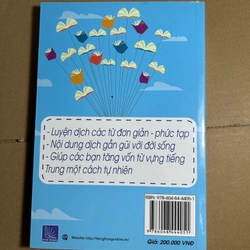 - Luyện dịch các từ đơn giản - phức tạp
- Nội dung dịch gần gũi với đời sống
- Giúp các bạn tăng vốn từ vựng tiếng
Trung một cách tự nhiên
Giá: 200,000 VNĐ